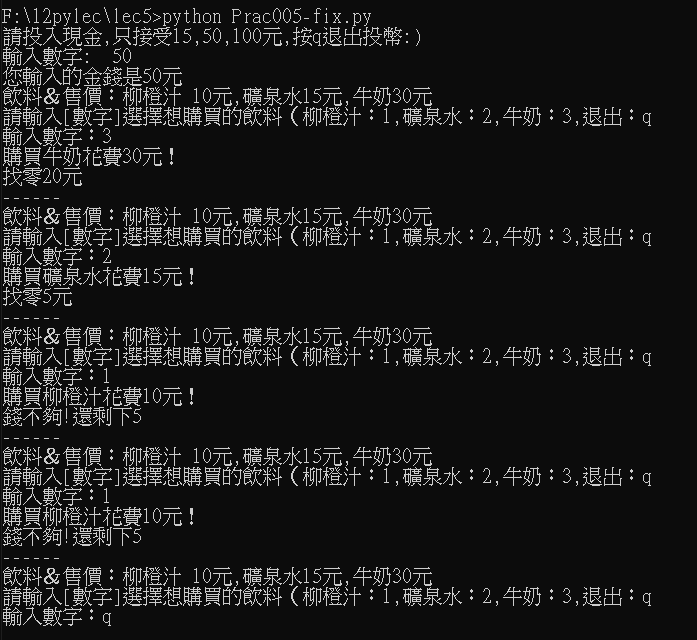 F:\12pylec\lec5>python Prac005-fix.py
請投入現金,只接受15,50,100元,按q退出投幣:)
輸入數字:  50
您輸入的金錢是50元
飲料＆售價：柳橙汁 10元,礦泉水15元,牛奶30元
請輸入[數字]選擇想購買的飲料（柳橙汁：1,礦泉水：2,牛奶：3,退出：q
輸入數字：3
購買牛奶花費30元！
找零20元
------
飲料＆售價：柳橙汁 10元,礦泉水15元,牛奶30元
請輸入[數字]選擇想購買的飲料（柳橙汁：1,礦泉水：2,牛奶：3,退出：q
輸入數字：2
購買礦泉水花費15元！
找零5元
------
飲料＆售價：柳橙汁 10元,礦泉水15元,牛奶30元
請輸入[數字]選擇想購買的飲料（柳橙汁：1,礦泉水：2,牛奶：3,退出：q
輸入數字：1
購買柳橙汁花費10元！
錢不夠!還剩下5
------
飲料＆售價：柳橙汁 10元,礦泉水15元,牛奶30元
請輸入[數字]選擇想購買的飲料（柳橙汁：1,礦泉水：2,牛奶：3,退出：q
輸入數字：1
購買柳橙汁花費10元！
錢不夠!還剩下5
------
飲料＆售價：柳橙汁 10元,礦泉水15元,牛奶30元
請輸入[數字]選擇想購買的飲料（柳橙汁：1,礦泉水：2,牛奶：3,退出：q
輸入數字：q